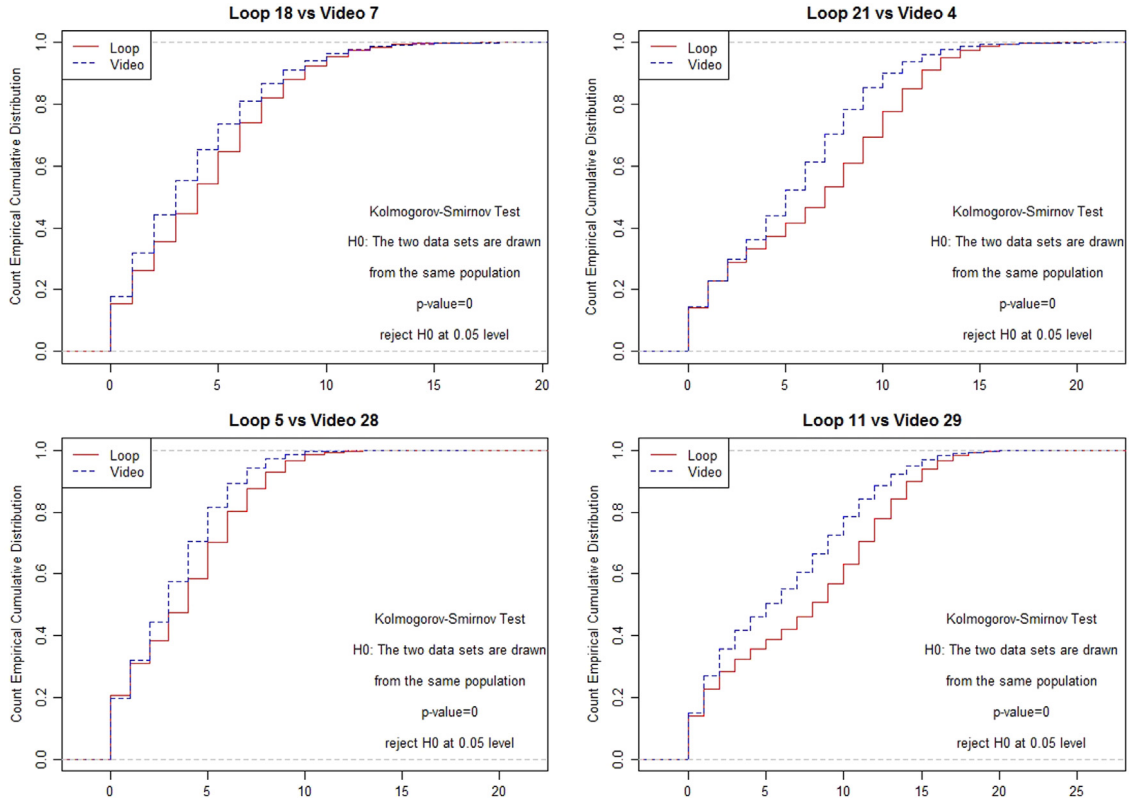 Loop 18 vs Video 7
Loop
Video
Count Empirical Cumulative Distribution
1.0
0.8
0.6
0.4
0.2
0.0
Kolmogorov-Smirnov Test
H0: The two data sets are drawn
from the same population
p-value=0
reject H0 at 0.05 level
0 5 10 15 20
Loop 21 vs Video 4
Loop
Video
Count Empirical Cumulative Distribution
1.0
0.8
0.6
0.4
0.2
0.0
Kolmogorov-Smirnov Test
H0: The two data sets are drawn
from the same population
p-value=0
reject H0 at 0.05 level
0 5 10 15 20
Loop 5 vs Video 28
Loop
Video
Count Empirical Cumulative Distribution
1.0
0.8
0.6
0.4
0.2
0.0
Kolmogorov-Smirnov Test
H0: The two data sets are drawn
from the same population
p-value=0
reject H0 at 0.05 level
0 5 10 15 20
Loop 11 vs Video 29
Loop
Video
Count Empirical Cumulative Distribution
1.0
0.8
0.6
0.4
0.2
0.0
Kolmogorov-Smirnov Test
H0: The two data sets are drawn
from the same population
p-value=0
reject H0 at 0.05 level
0 5 10 15 20 25